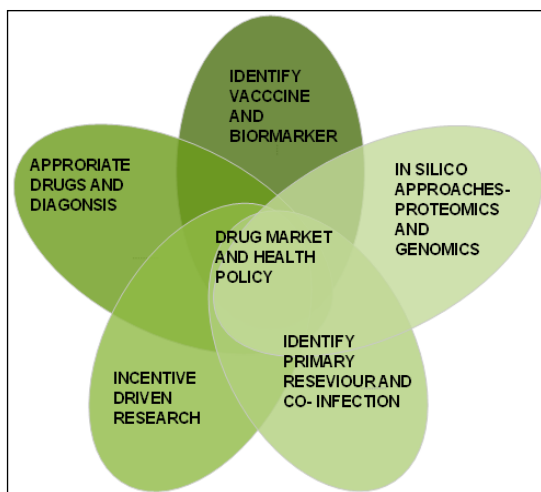 IDENTIFY
VACCCINE
AND
BIORMARKER
APPRORIATE
DRUGS AND
DIAGONSIS
IN SILICO
APPROACHES-
PROTEOMICS
AND
GENOMICS
DRUG MARKET
AND HEALTH
POLICY
INCENTIVE
DRIVEN
RESEARCH
IDENTIFY
PRIMARY
RESEVIOUR AND
CO- INFECTION